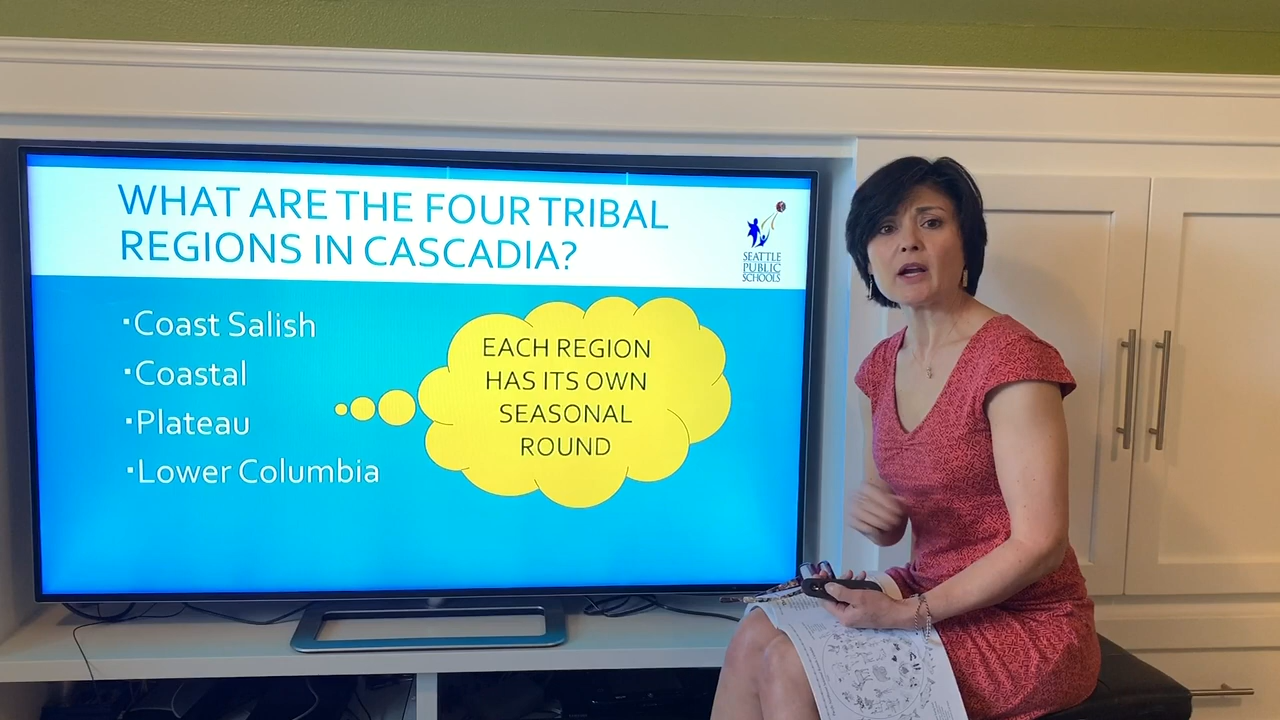 WHAT ARE THE FOUR TRIBAL
REGIONS IN CASCADIA?
SEATTLE
PUBLIC
SCHOOLS
▪Coast Salish
▪Coastal
▪Plateau
▪Lower Columbia
EACH REGION
HAS ITS OWN
SEASONAL
ROUND